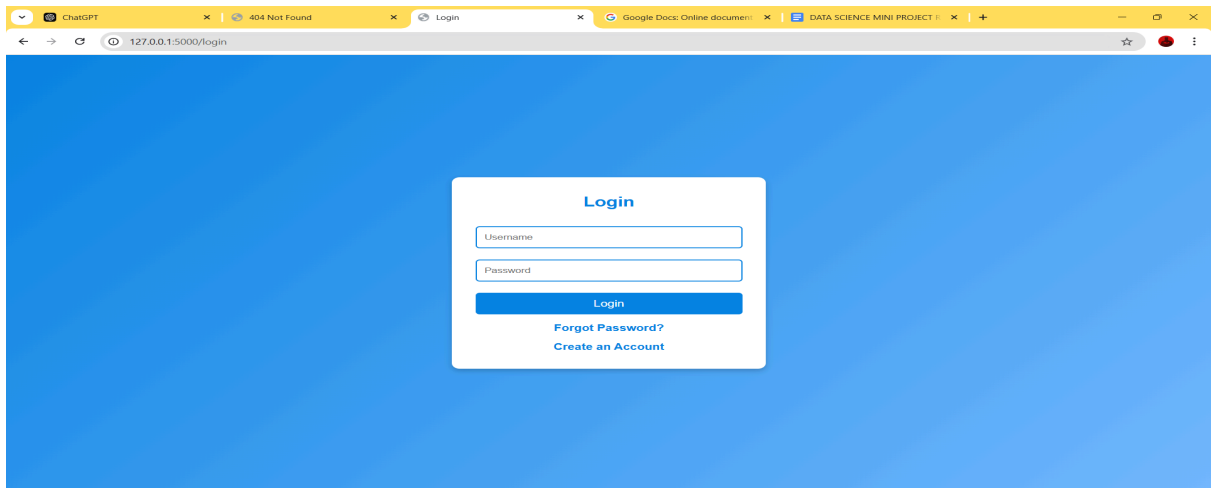 ChatGPT
404 Not Found
Login
Google Docs: Online document
DATA SCIENCE MINI PROJECT R
127.0.0.1:5000/login
Login
Username
Password
Login
Forgot Password?
Create an Account